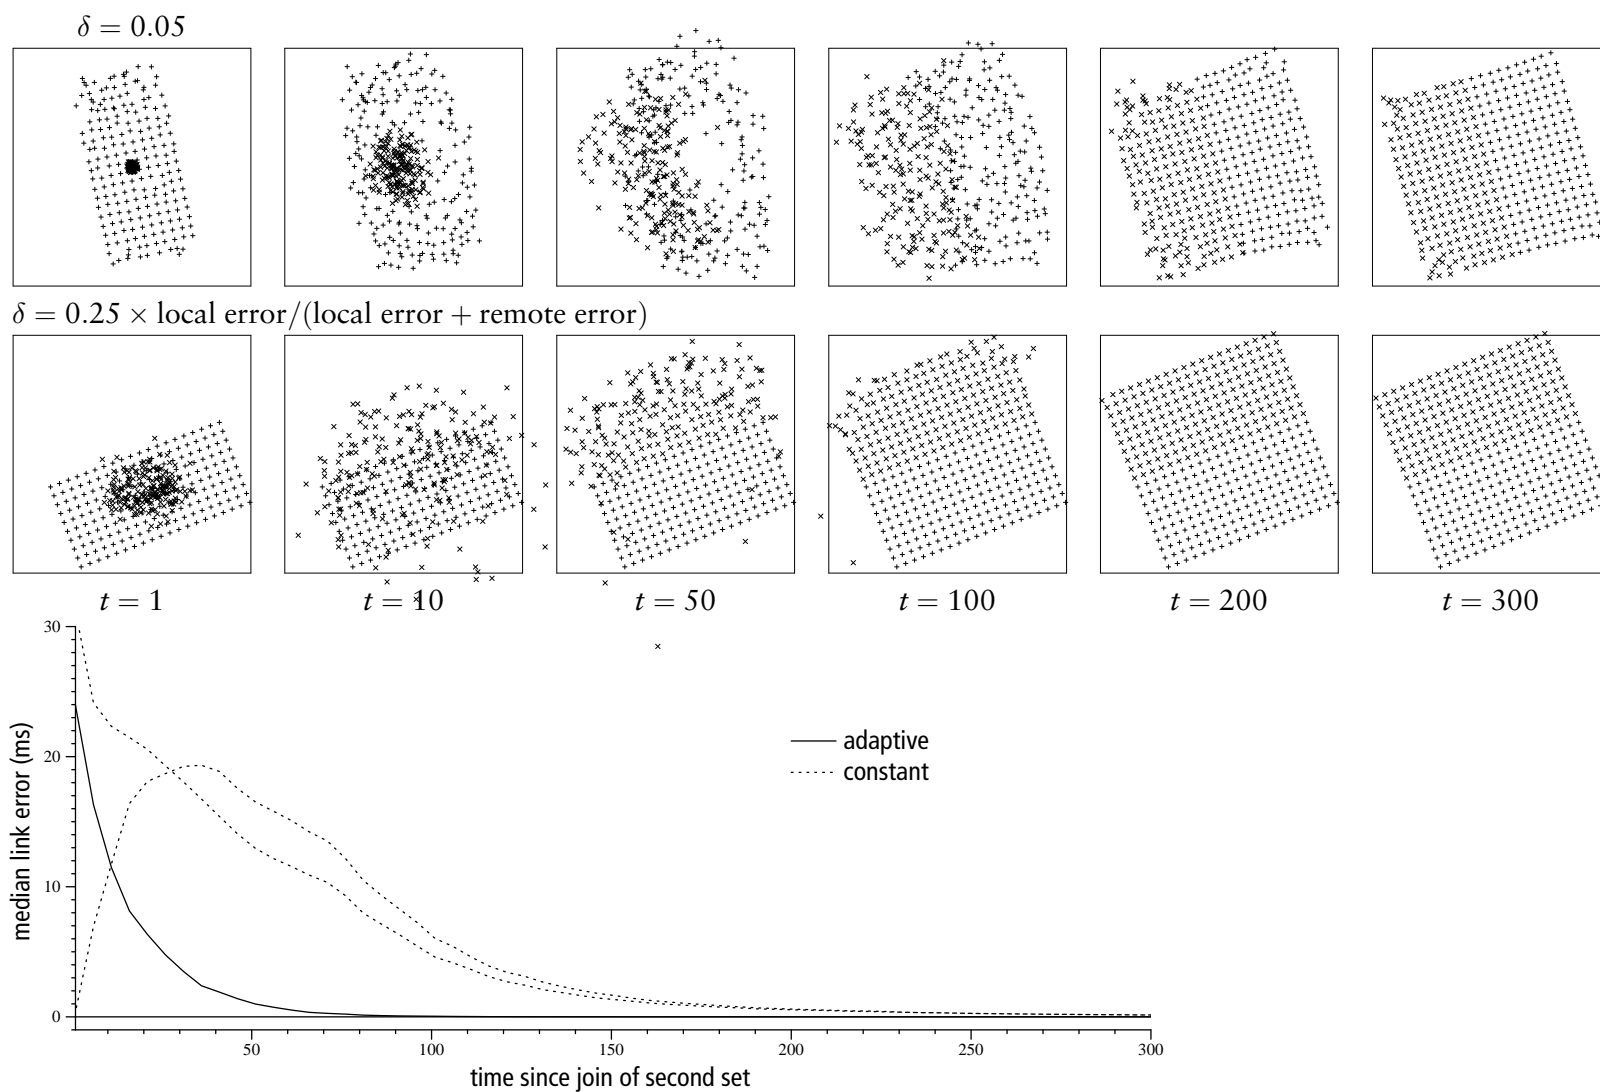 δ = 0.05
δ = 0.25 × local error/(local error + remote error)
t = 1 t = 10 t = 50 t = 100 t = 200 t = 300
30
20
10
0
median link error (ms)
adaptive
constant
50 100 150 200 250 300
time since join of second set